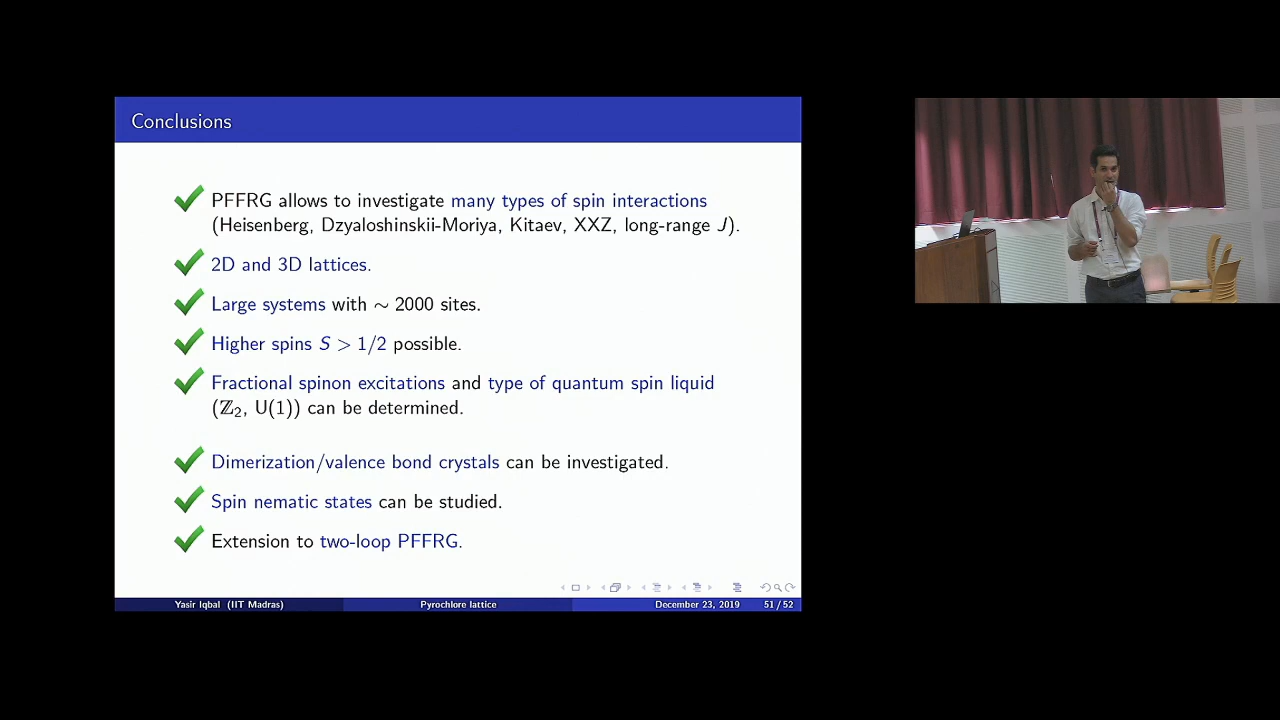 Conclusions
PFFRG allows to investigate many types of spin interactions
(Heisenberg, Dzyaloshinskii-Moriya, Kitaev, XXZ, long-range J).
2D and 3D lattices.
Large systems with ∼ 2000 sites.
Higher spins S > 1/2 possible.
Fractional spinon excitations and type of quantum spin liquid
(ℤ₂, U(1)) can be determined.
Dimerization/valence bond crystals can be investigated.
Spin nematic states can be studied.
Extension to two-loop PFFRG.
Yasir Iqbal (IIT Madras) Pyrochlore lattice December 23, 2019 51 / 52